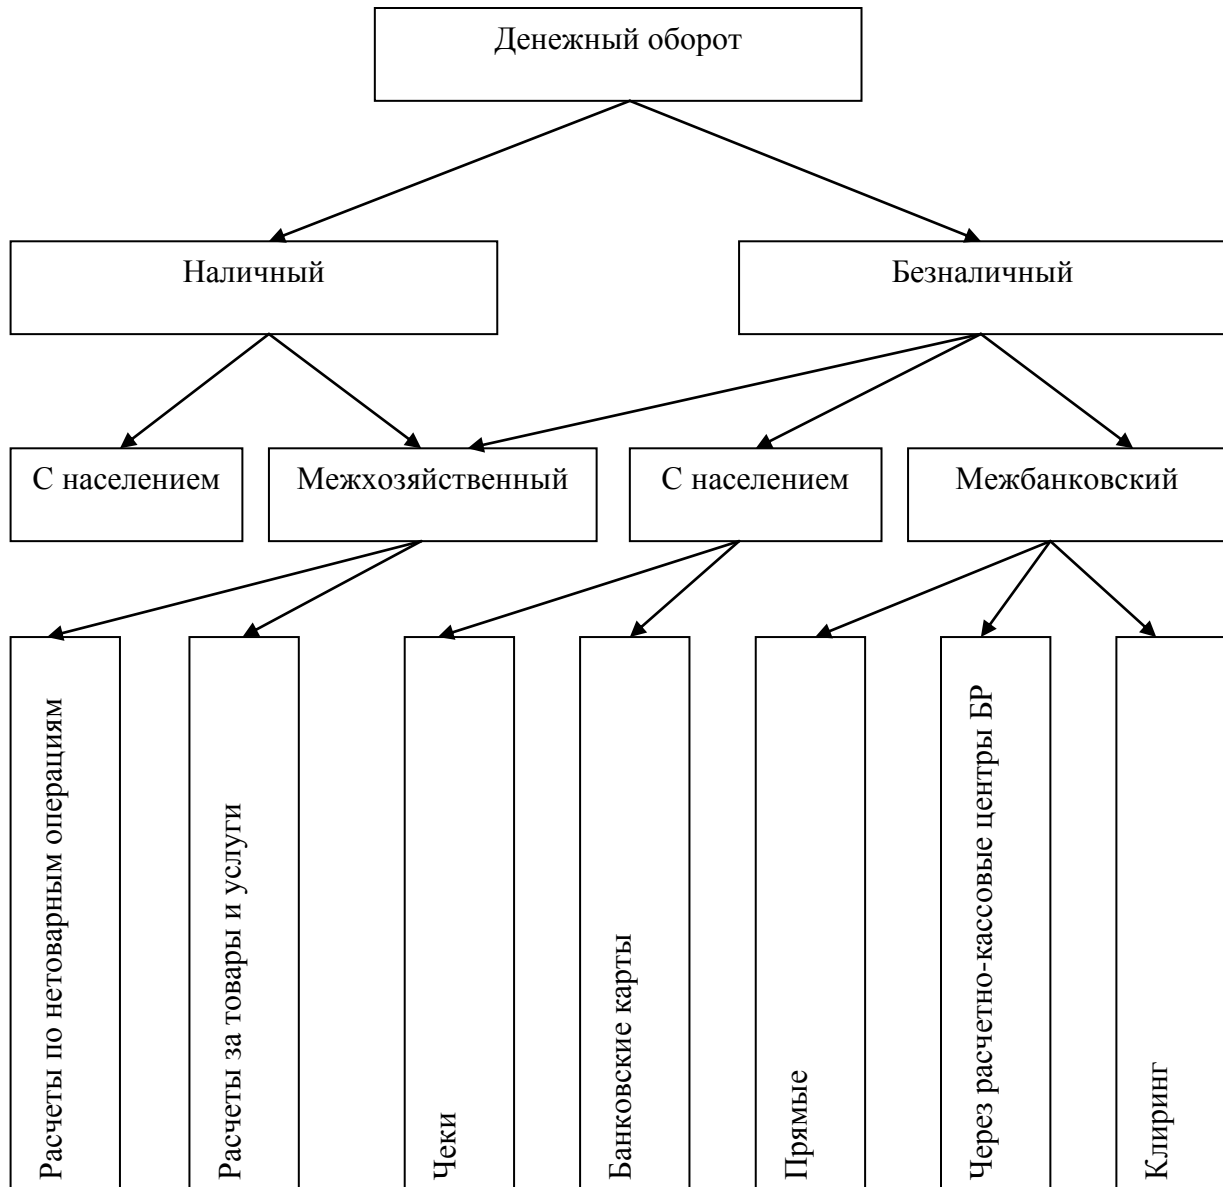 Денежный оборот
Наличный
Безналичный
С населением
Межхозяйственный
С населением
Межбанковский
Расчеты по нетоварным операциям
Расчеты за товары и услуги
Чеки
Банковские карты
Прямые
Через расчетно-кассовые центры БР
Клиринг